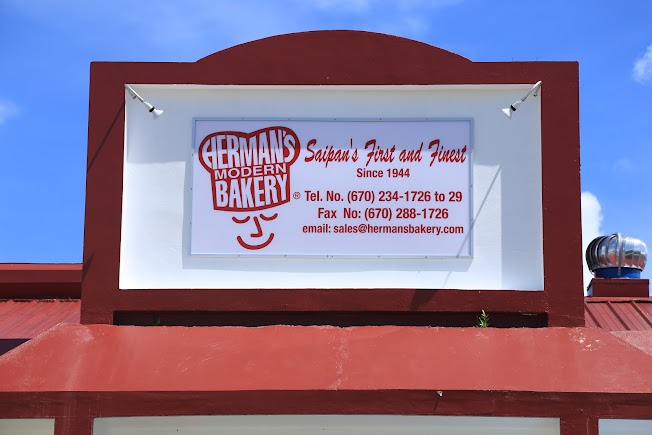 HERMAN'S
MODERN
BAKERY®
Saipan's First and Finest
Since 1944
Tel. No. (670) 234-1726 to 29
Fax No: (670) 288-1726
email: sales@hermansbakery.com